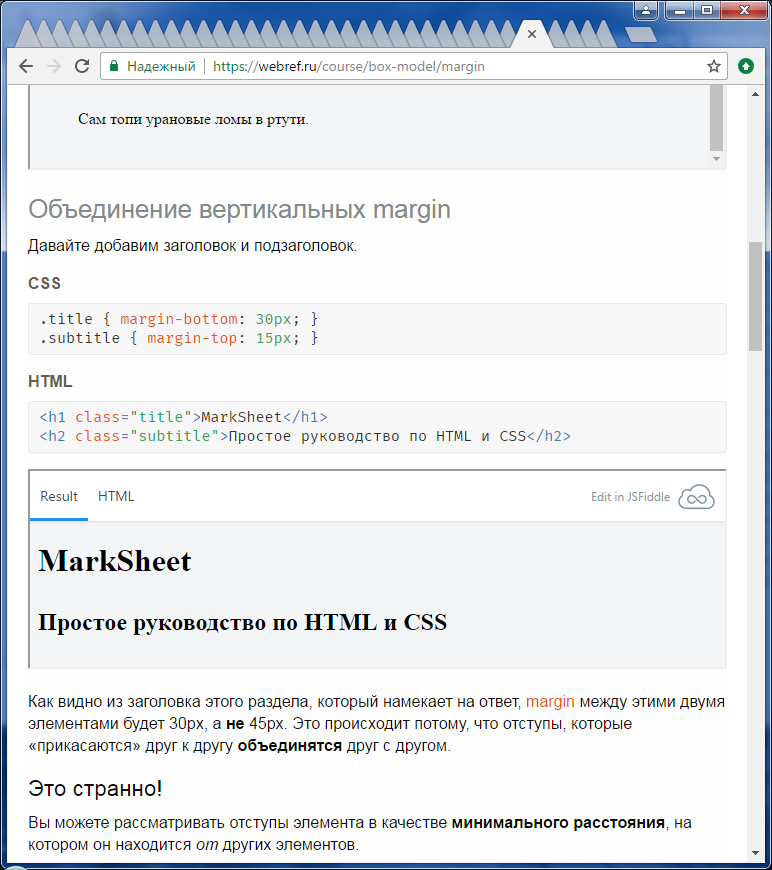 Надежный
https://webref.ru/course/box-model/margin
Сам топи урановые ломы в ртути.
Объединение вертикальных margin
Давайте добавим заголовок и подзаголовок.
CSS
.title { margin-bottom: 30px; }
.subtitle { margin-top: 15px; }
HTML
<h1 class="title">MarkSheet</h1>
<h2 class="subtitle">Простое руководство по HTML и CSS</h2>
Result HTML Edit in JSFiddle
MarkSheet
Простое руководство по HTML и CSS
Как видно из заголовка этого раздела, который намекает на ответ, margin между этими двумя
элементами будет 30px, а не 45px. Это происходит потому, что отступы, которые
«прикасаются» друг к другу объединятся друг с другом.
Это странно!
Вы можете рассматривать отступы элемента в качестве минимального расстояния, на
котором он находится от других элементов.